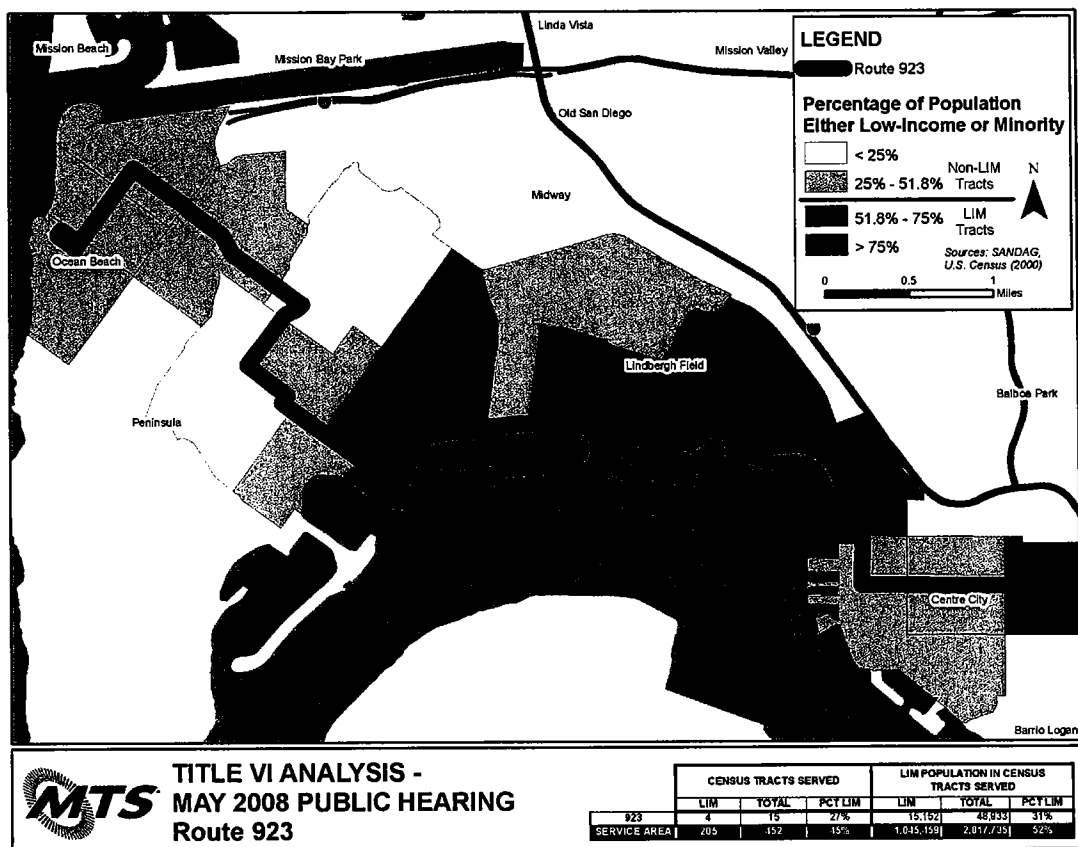 Linda Vista
Mission Beach
Mission Valley
Mission Bay Park
Old San Diego
Midway
Ocean Beach
Lindbergh Field
Balboa Park
Peninsula
Centre City
Barrio Logan
LEGEND
Route 923
Percentage of Population
Either Low-Income or Minority
< 25%
25% - 51.8%
Non-LIM
Tracts
51.8% - 75%
LIM
Tracts
> 75%
N
Sources: SANDAG,
U.S. Census (2000)
0 0.5 1
Miles
MTS
TITLE VI ANALYSIS -
MAY 2008 PUBLIC HEARING
Route 923
CENSUS TRACTS SERVED
LIM POPULATION IN CENSUS
TRACTS SERVED
LIM TOTAL PCT LIM LIM TOTAL PCT LIM
923 4 15 27% 15,152 48,933 31%
SERVICE AREA 205 452 45% 1,045,459 2,017,735 52%